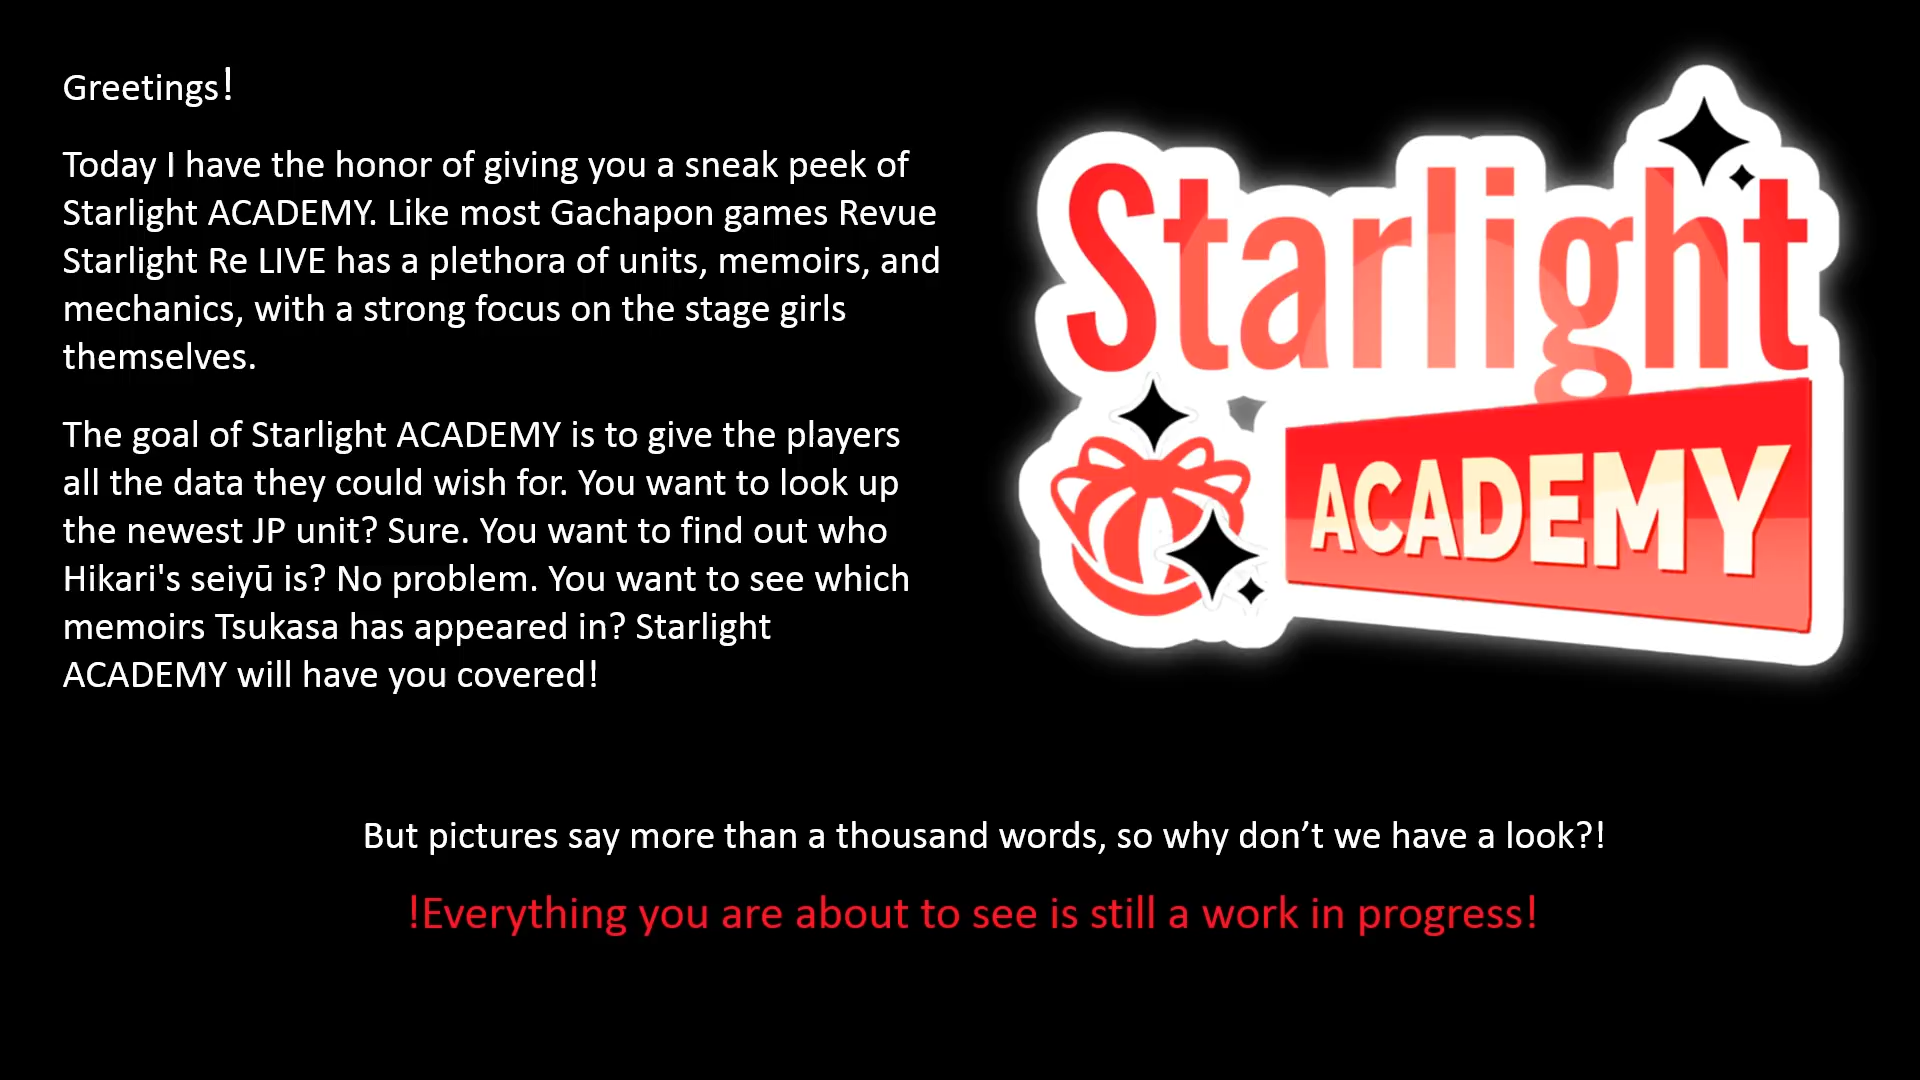 Greetings!
Today I have the honor of giving you a sneak peek of
Starlight ACADEMY. Like most Gachapon games Revue
Starlight Re LIVE has a plethora of units, memoirs, and
mechanics, with a strong focus on the stage girls
themselves.
The goal of Starlight ACADEMY is to give the players
all the data they could wish for. You want to look up
the newest JP unit? Sure. You want to find out who
Hikari's seiyū is? No problem. You want to see which
memoirs Tsukasa has appeared in? Starlight
ACADEMY will have you covered!
Starlight
ACADEMY
But pictures say more than a thousand words, so why don’t we have a look?!
!Everything you are about to see is still a work in progress!